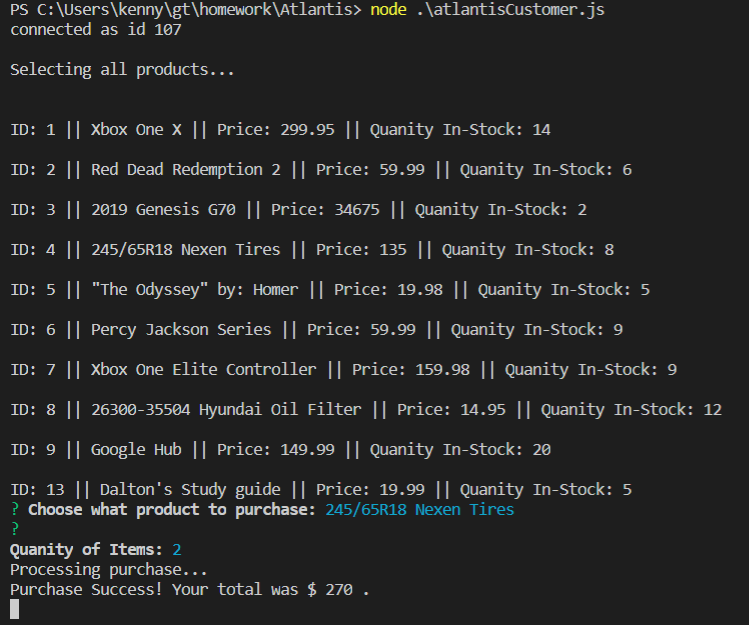 PS C:\Users\kenny\gt\homework\Atlantis> node .\atlantisCustomer.js
connected as id 107
Selecting all products...
ID: 1 || Xbox One X || Price: 299.95 || Quanity In-Stock: 14
ID: 2 || Red Dead Redemption 2 || Price: 59.99 || Quanity In-Stock: 6
ID: 3 || 2019 Genesis G70 || Price: 34675 || Quanity In-Stock: 2
ID: 4 || 245/65R18 Nexen Tires || Price: 135 || Quanity In-Stock: 8
ID: 5 || "The Odyssey" by: Homer || Price: 19.98 || Quanity In-Stock: 5
ID: 6 || Percy Jackson Series || Price: 59.99 || Quanity In-Stock: 9
ID: 7 || Xbox One Elite Controller || Price: 159.98 || Quanity In-Stock: 9
ID: 8 || 26300-35504 Hyundai Oil Filter || Price: 14.95 || Quanity In-Stock: 12
ID: 9 || Google Hub || Price: 149.99 || Quanity In-Stock: 20
ID: 13 || Dalton's Study guide || Price: 19.99 || Quanity In-Stock: 5
? Choose what product to purchase: 245/65R18 Nexen Tires
?
Quanity of Items: 2
Processing purchase...
Purchase Success! Your total was $ 270 .